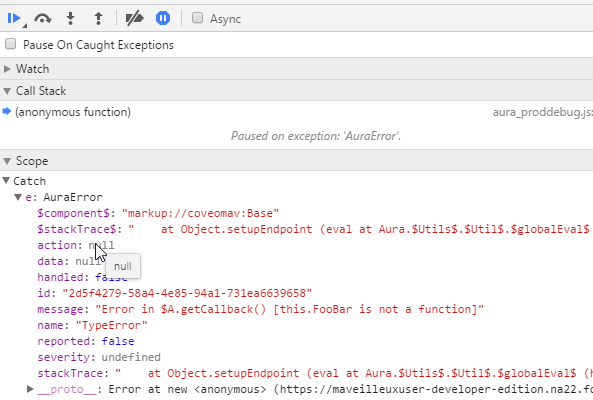 Async
Pause On Caught Exceptions
Watch
Call Stack
(anonymous function) aura_proddebug.js:
Paused on exception: 'AuraError'.
Scope
Catch
e: AuraError
$component$: "markup://coveomav:Base"
$stackTrace$: "    at Object.setupEndpoint (eval at Aura.$Utils$.$Util$.$globalEval$
action: null
data: null
null
handled: false
id: "2d5f4279-58a4-4e85-94a1-731ea6639658"
message: "Error in $A.getCallback() [this.FooBar is not a function]"
name: "TypeError"
reported: false
severity: undefined
stackTrace: "    at Object.setupEndpoint (eval at Aura.$Utils$.$Util$.$globalEval$ (h
__proto__: Error at new <anonymous> (https://maveilleuxuser-developer-edition.na22.fo